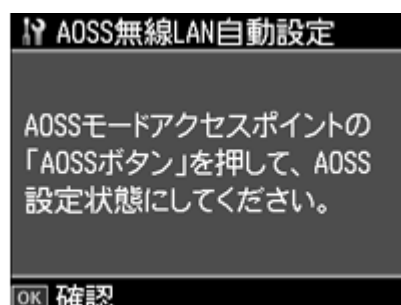 AOSS無線LAN自動設定
AOSSモードアクセスポイントの
「AOSSボタン」を押して、AOSS
設定状態にしてください。
OK 確認